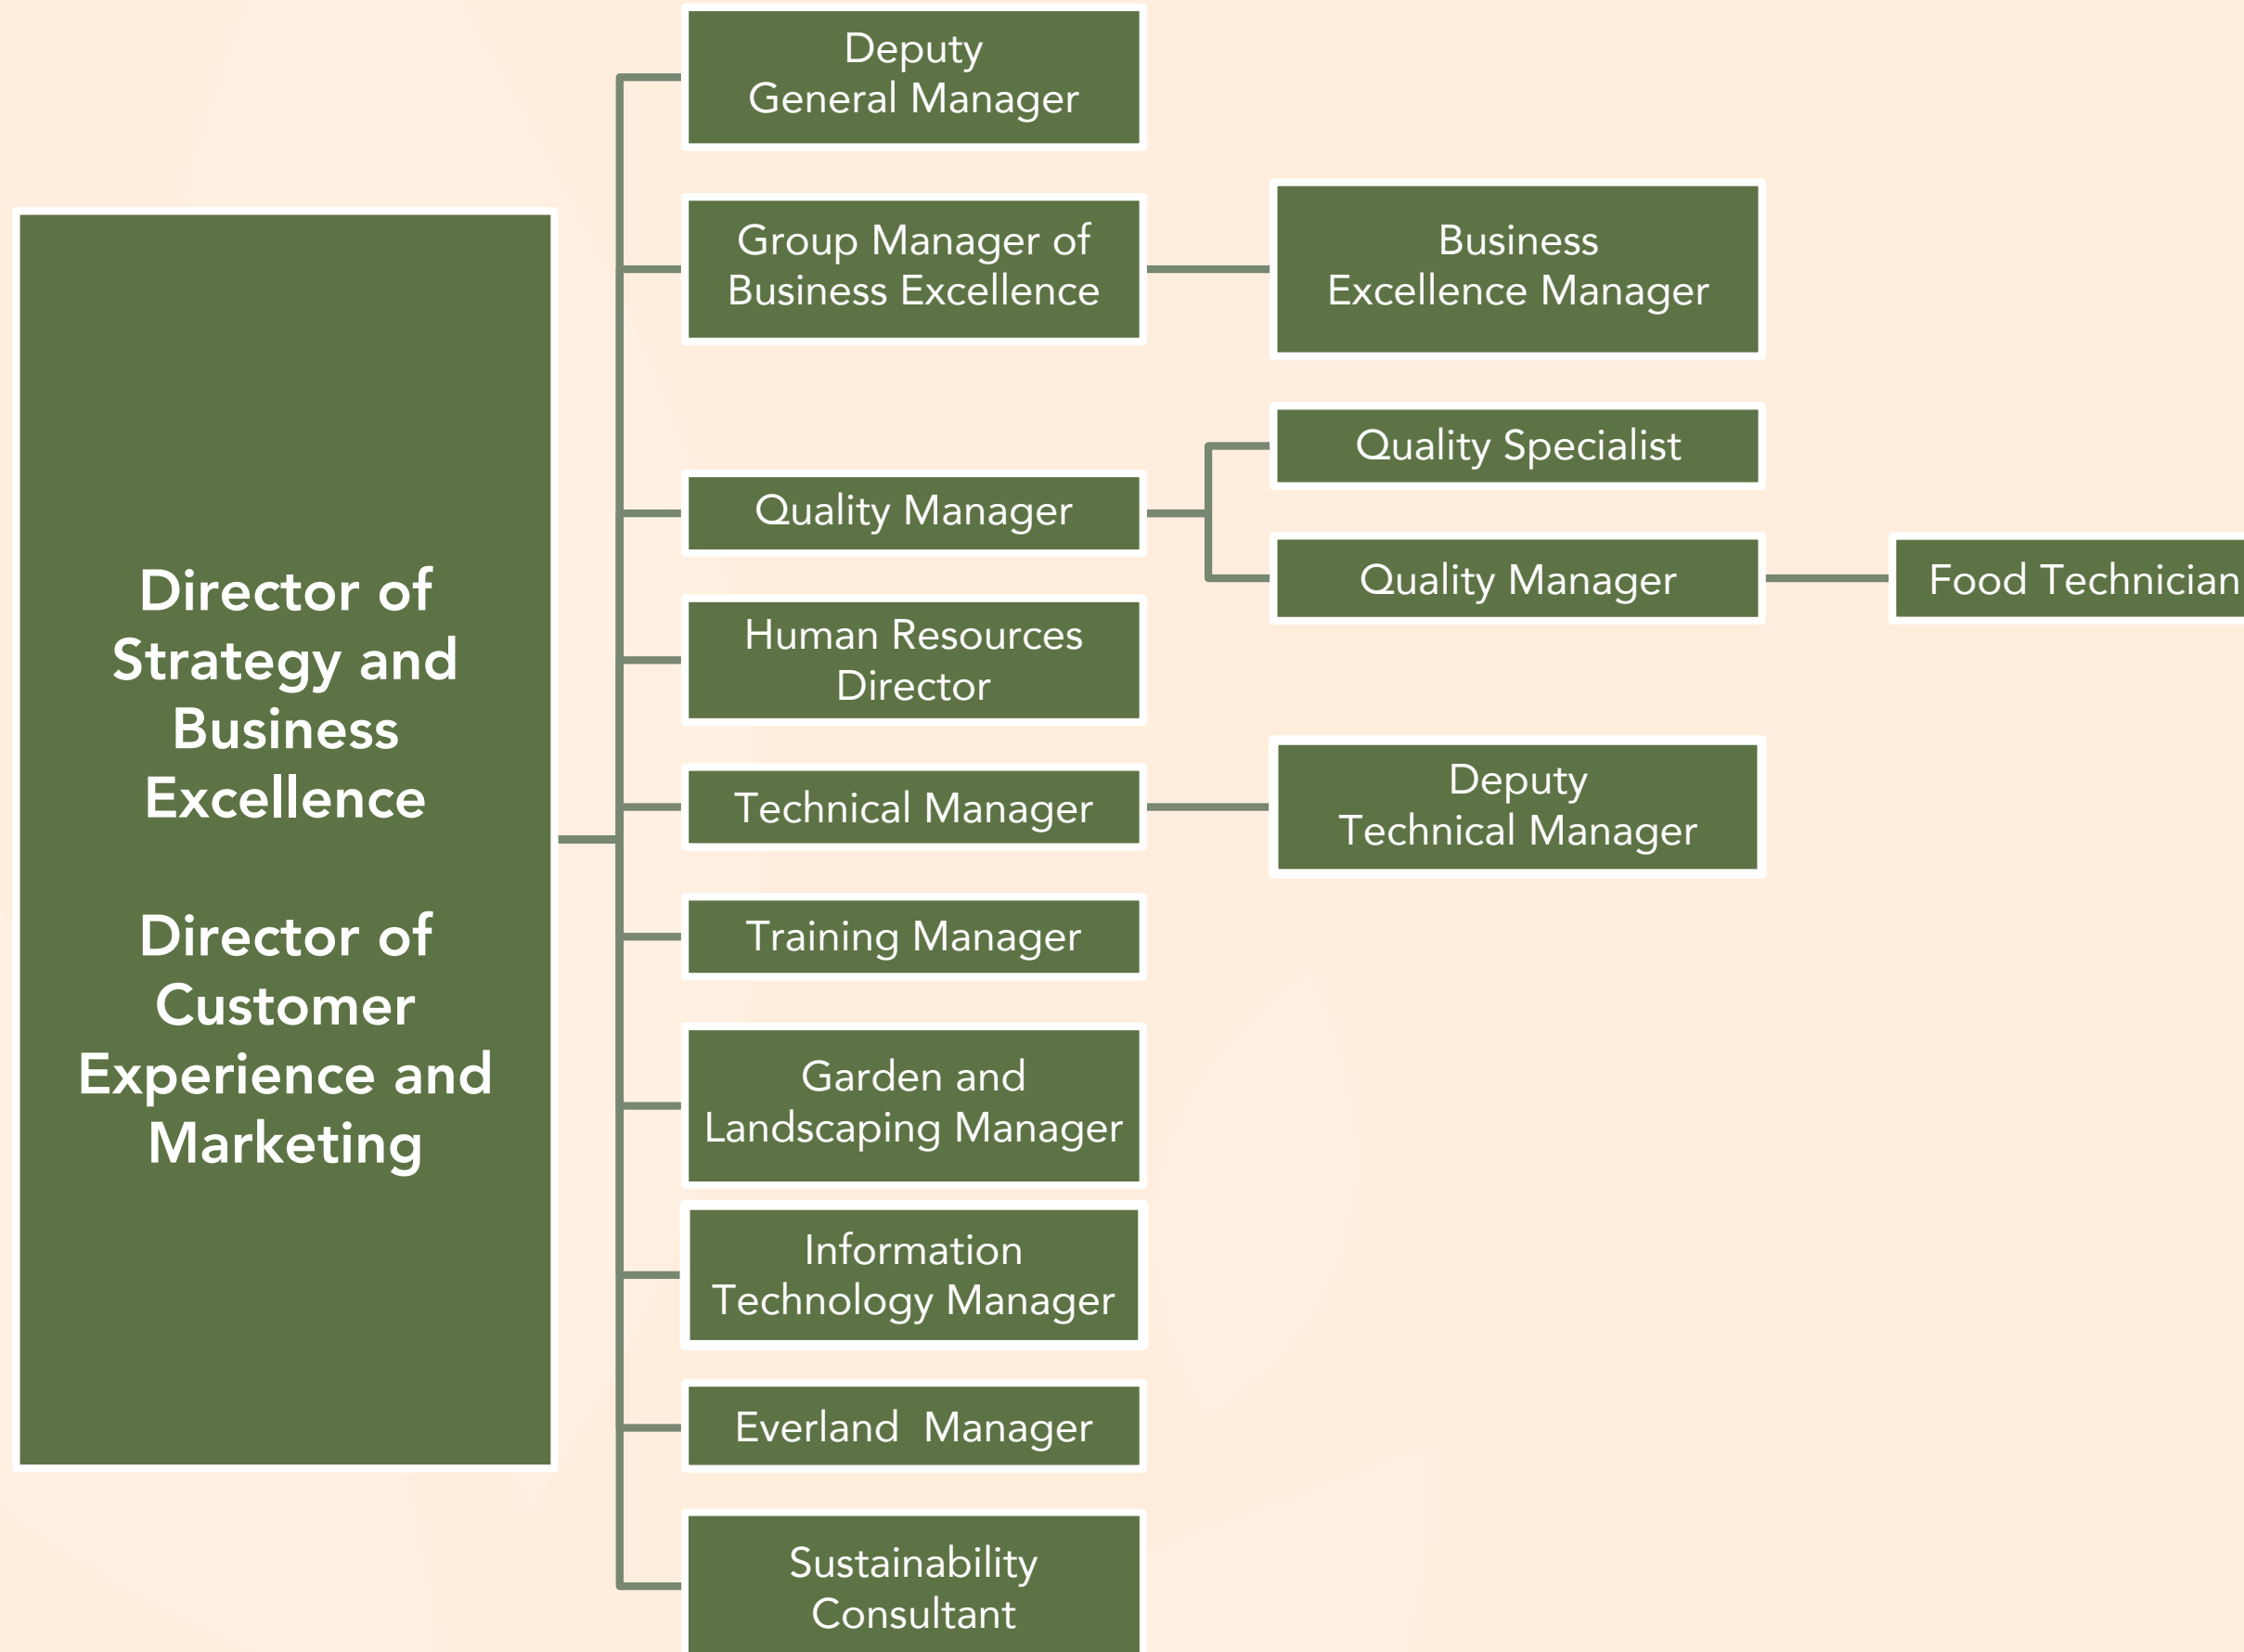 Director of
Strategy and
Business
Excellence
Director of
Customer
Experience and
Marketing
Deputy
General Manager
Group Manager of
Business Excellence
Business
Excellence Manager
Quality Manager
Quality Specialist
Quality Manager
Food Technician
Human Resources
Director
Technical Manager
Deputy
Technical Manager
Training Manager
Garden and
Landscaping Manager
Information
Technology Manager
Everland  Manager
Sustainability
Consultant